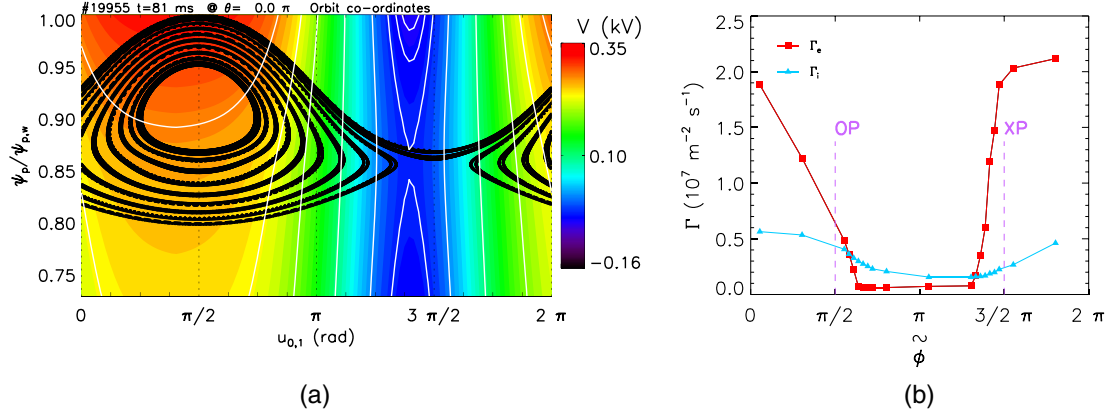 #19955 t=81 ms @ θ= 0.0 π Orbit co-ordinates
V (kV)
1.00
0.95
0.90
0.85
0.80
0.75
ψp/ψp,w
0
π/2
π
3 π/2
2 π
u0,1 (rad)
0.35
0.10
−0.16
(a)
Γe
Γi
OP
XP
2.5
2.0
1.5
1.0
0.5
0.0
Γ (10⁷ m⁻² s⁻¹)
0
π/2
π
3/2 π
2 π
φ̃
(b)